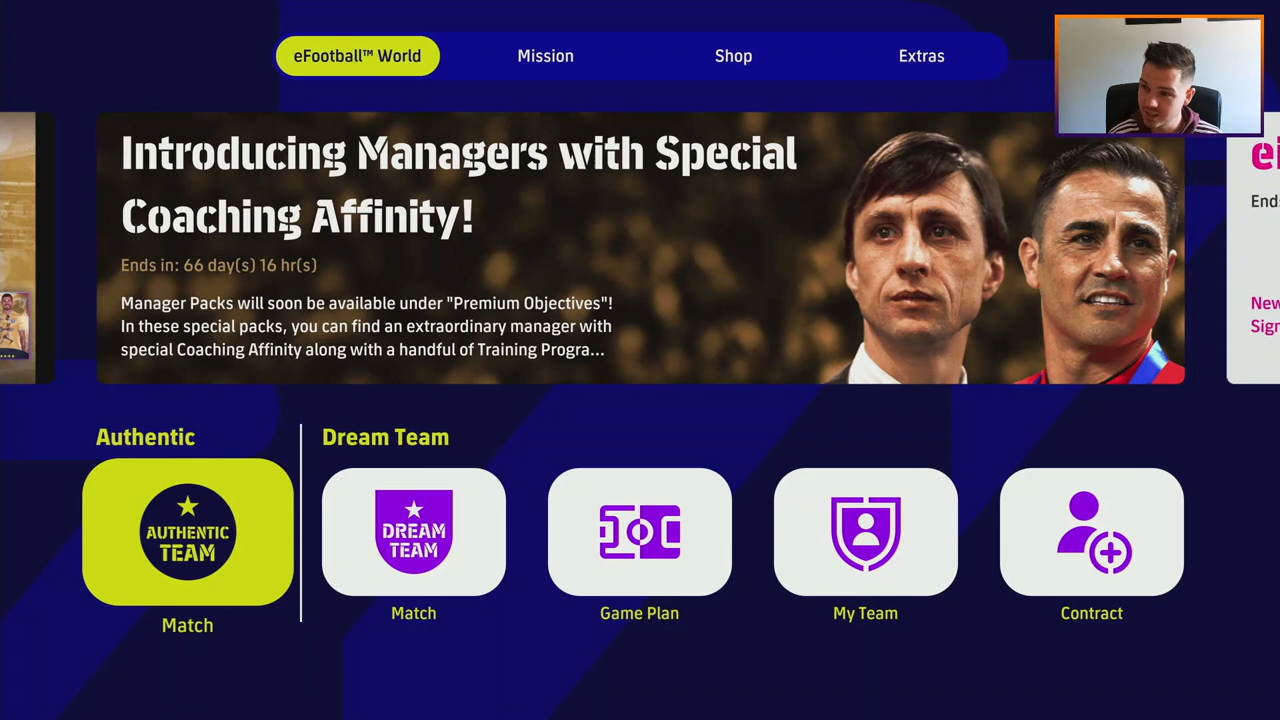 eFootball™ World
Mission
Shop
Extras
Introducing Managers with Special
Coaching Affinity!
Ends in: 66 day(s) 16 hr(s)
Manager Packs will soon be available under "Premium Objectives"!
In these special packs, you can find an extraordinary manager with
special Coaching Affinity along with a handful of Training Progra...
Authentic
Dream Team
AUTHENTIC
TEAM
Match
DREAM
TEAM
Match
Game Plan
My Team
Contract